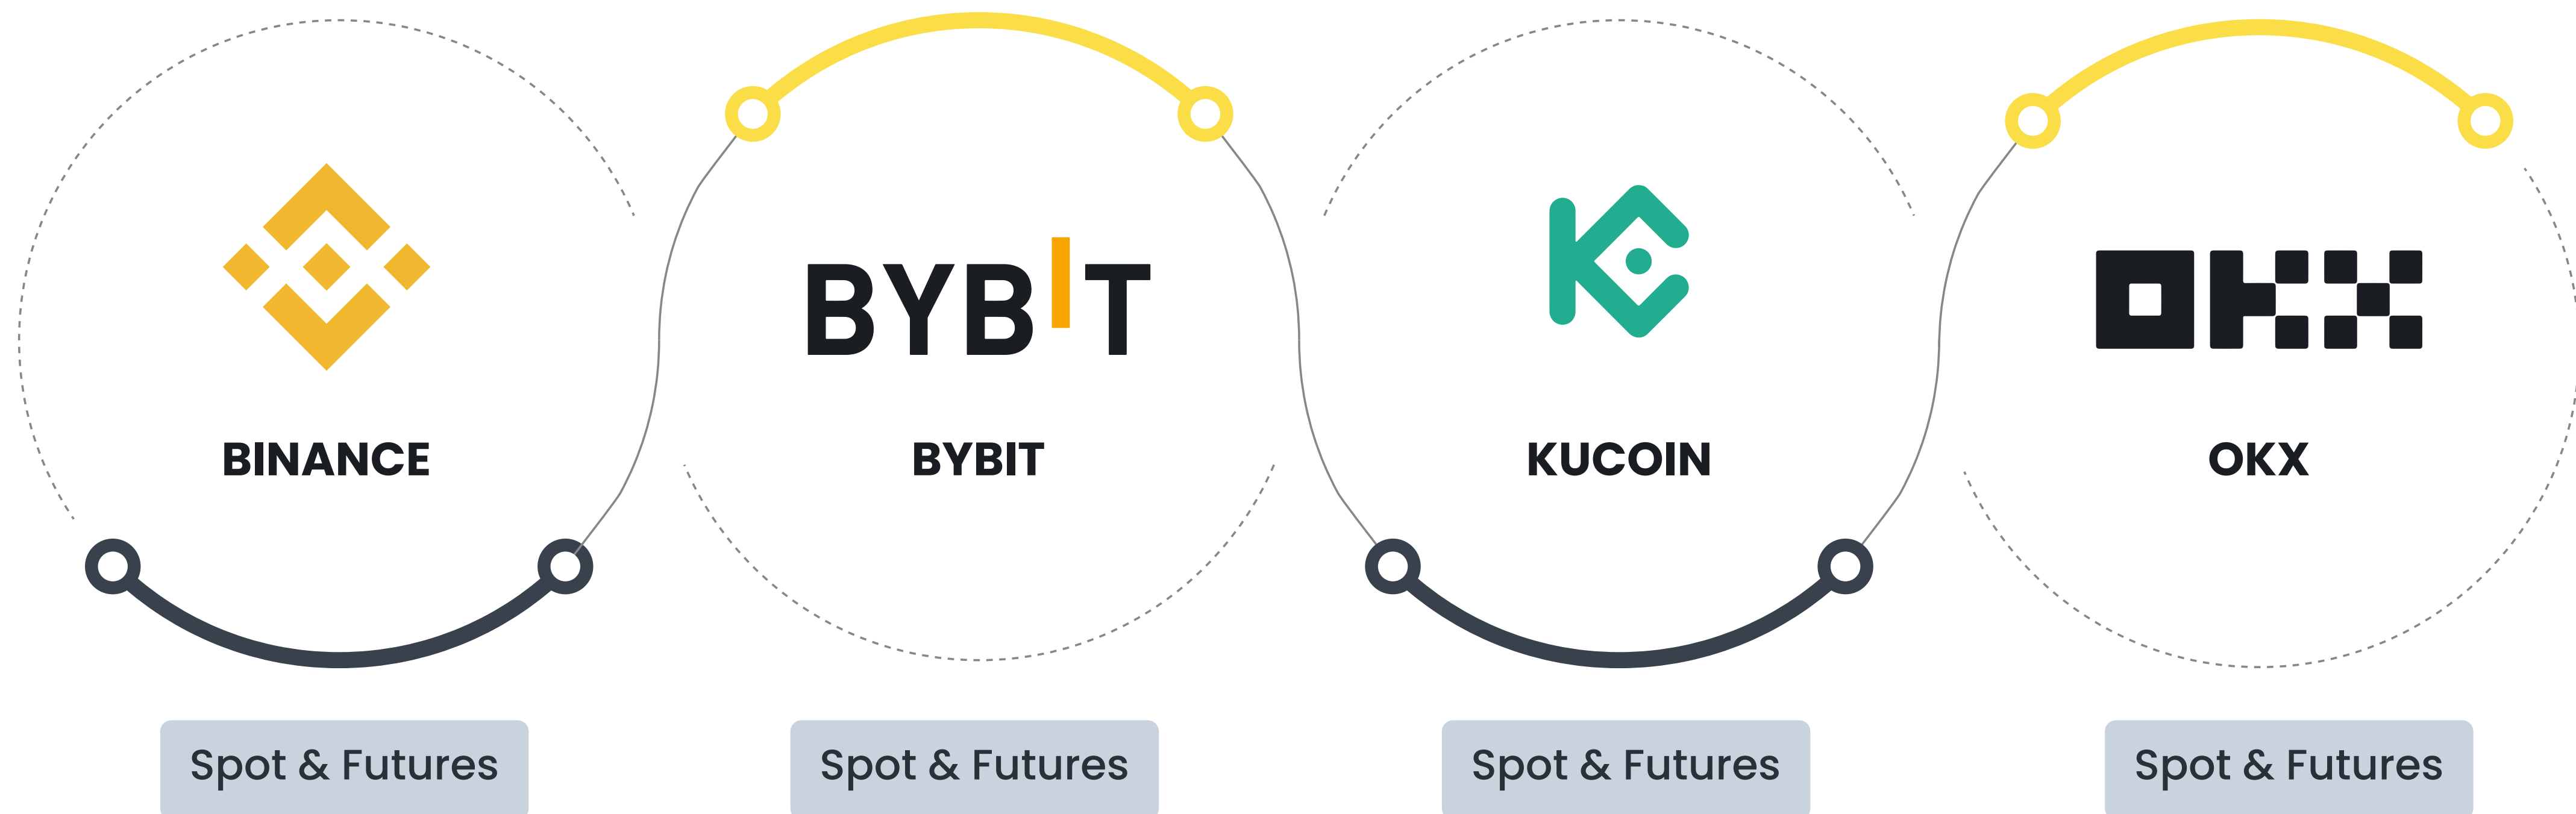 BYBIT
OKX
BINANCE
BYBIT
KUCOIN
OKX
Spot & Futures
Spot & Futures
Spot & Futures
Spot & Futures